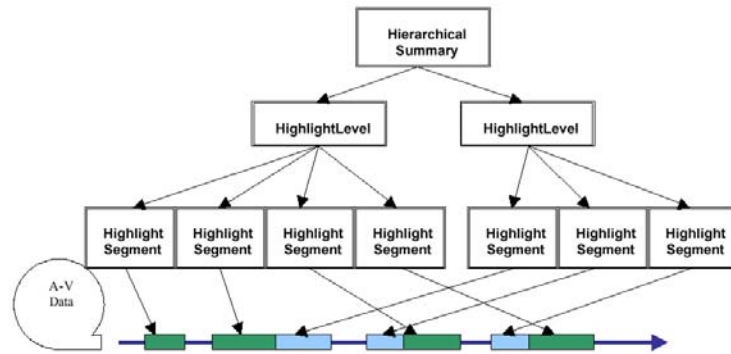 Hierarchical
Summary
HighlightLevel
HighlightLevel
Highlight
Segment
Highlight
Segment
Highlight
Segment
Highlight
Segment
Highlight
Segment
Highlight
Segment
Highlight
Segment
A-V
Data